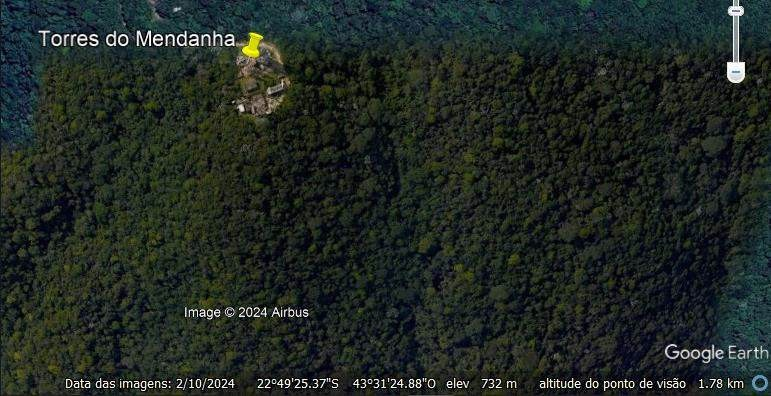 Torres do Mendanha
Image © 2024 Airbus
Google Earth
Data das imagens: 2/10/2024 22°49'25.37"S 43°31'24.88"O elev 732 m altitude do ponto de visão 1.78 km